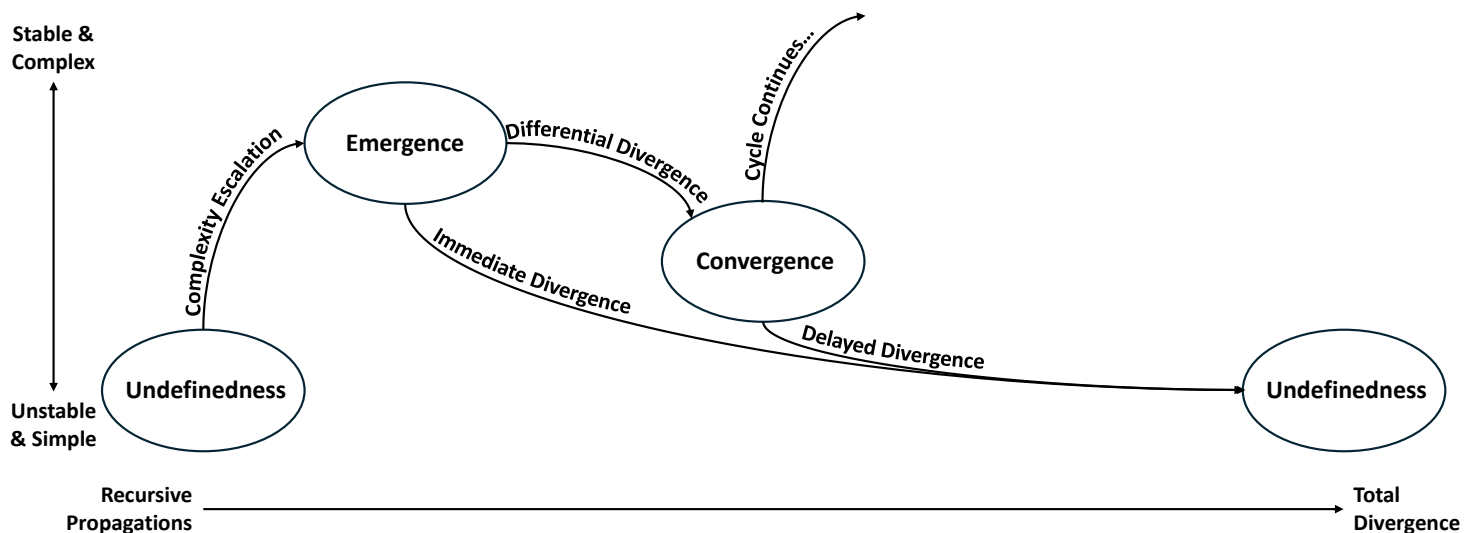 Stable &
Complex
Cycle Continues...
Complexity Escalation
Emergence
Differential Divergence
Immediate Divergence
Convergence
Delayed Divergence
Undefinedness
Undefinedness
Unstable
& Simple
Recursive
Propagations
Total
Divergence